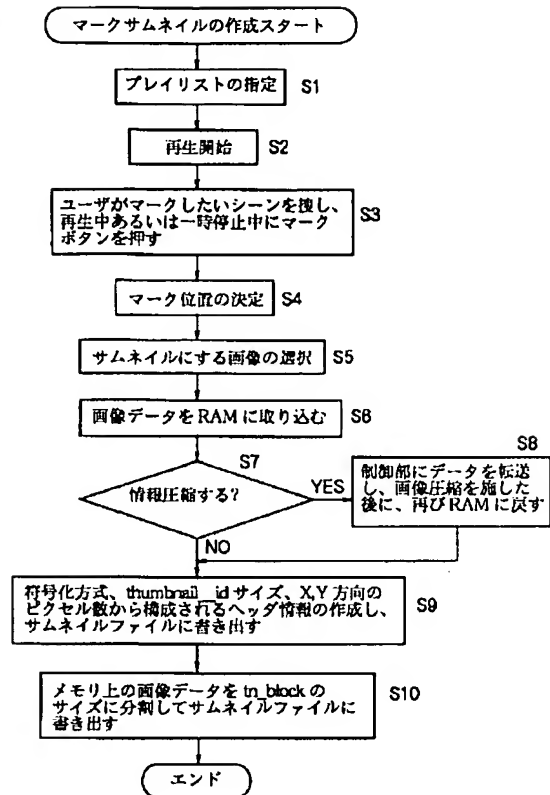 マークサムネイルの作成スタート
プレイリストの指定 S1
再生開始 S2
ユーザがマークしたいシーンを捜し、
再生中あるいは一時停止中にマーク
ボタンを押す
S3
マーク位置の決定 S4
サムネイルにする画像の選択 S5
画像データを RAM に取り込む S6
S7
情報圧縮する?
YES
NO
S8
制御部にデータを転送
し、画像圧縮を施した
後に、再び RAM に戻す
符号化方式、thumbnail_id サイズ、X,Y 方向の
ピクセル数から構成されるヘッダ情報の作成し、
サムネイルファイルに書き出す
S9
メモリ上の画像データを tn_block の
サイズに分割してサムネイルファイルに
書き出す
S10
エンド